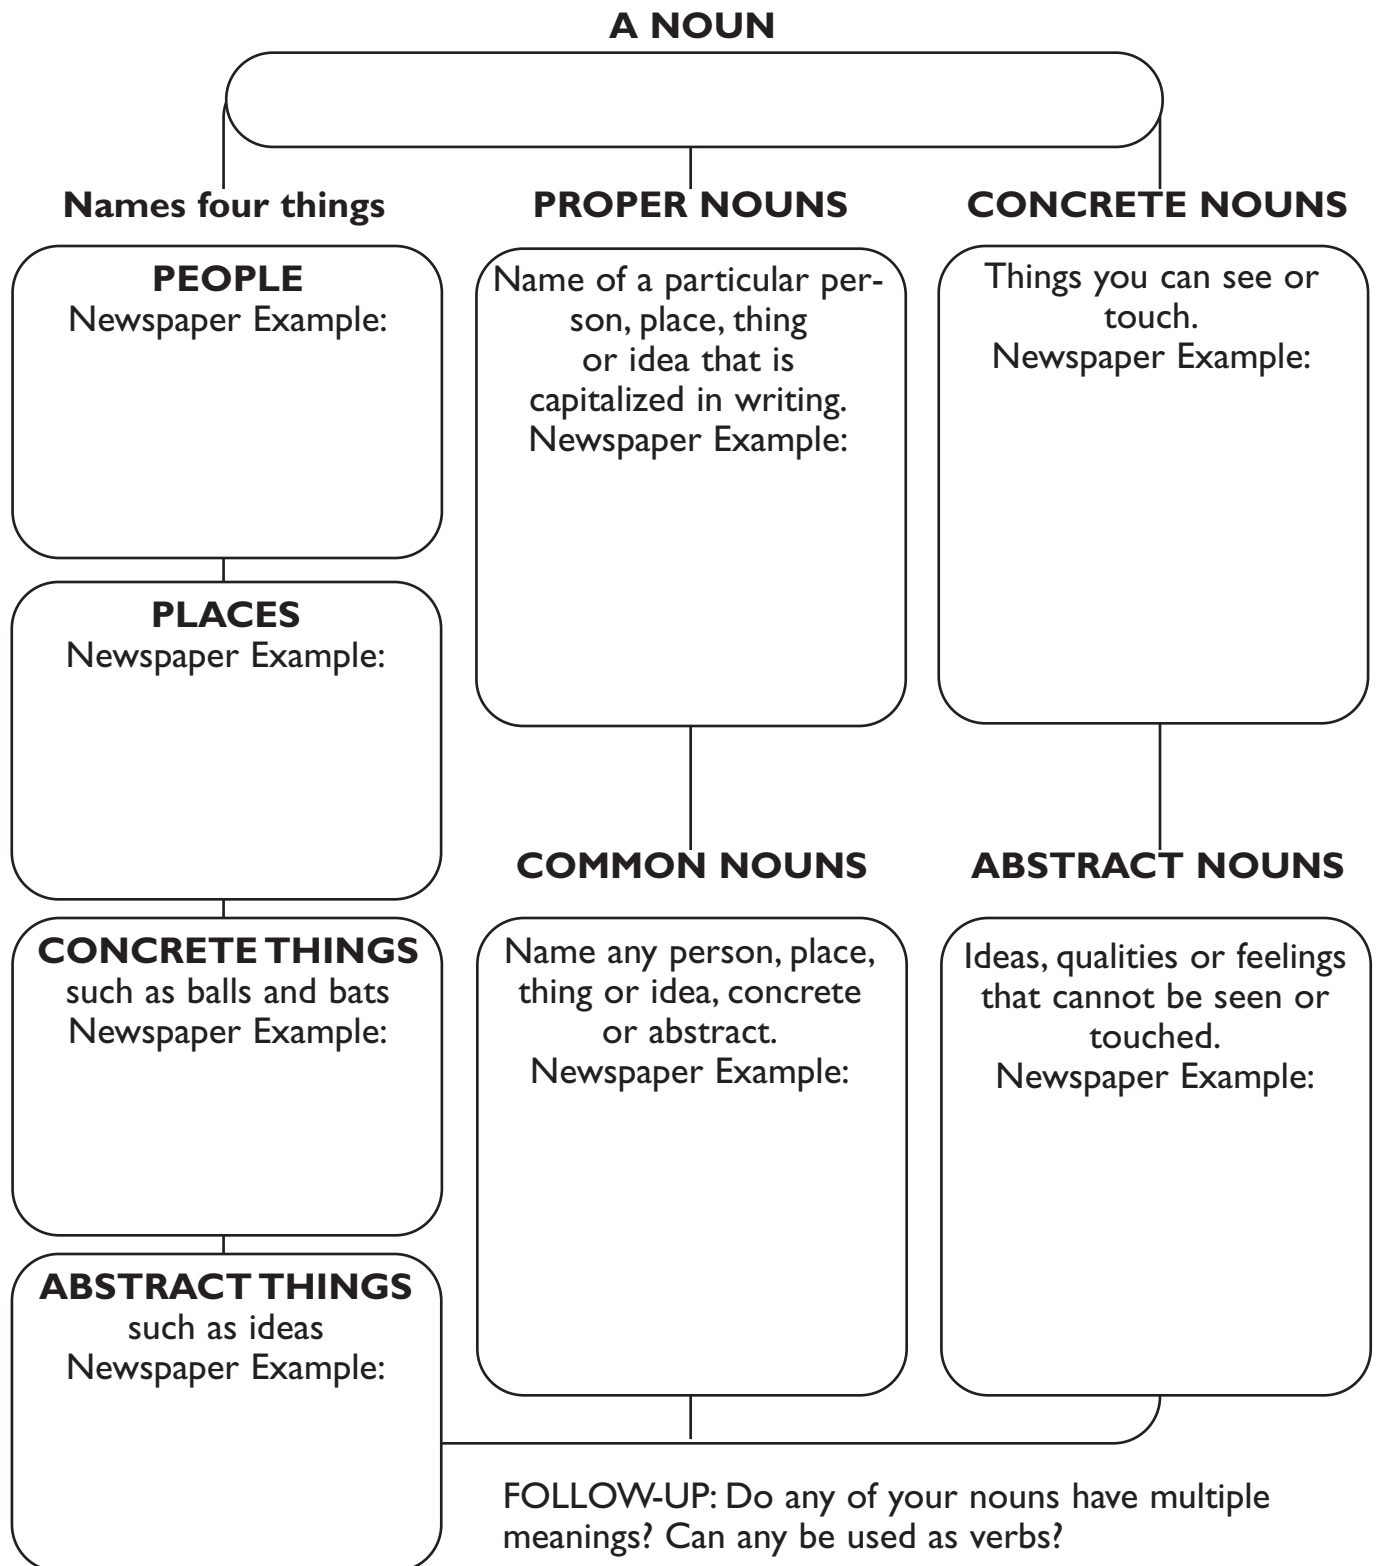 A NOUN
Names four things
PEOPLE
Newspaper Example:
PLACES
Newspaper Example:
CONCRETE THINGS
such as balls and bats
Newspaper Example:
ABSTRACT THINGS
such as ideas
Newspaper Example:
PROPER NOUNS
Name of a particular per-
son, place, thing
or idea that is
capitalized in writing.
Newspaper Example:
COMMON NOUNS
Name any person, place,
thing or idea, concrete
or abstract.
Newspaper Example:
CONCRETE NOUNS
Things you can see or
touch.
Newspaper Example:
ABSTRACT NOUNS
Ideas, qualities or feelings
that cannot be seen or
touched.
Newspaper Example:
FOLLOW-UP: Do any of your nouns have multiple
meanings? Can any be used as verbs?